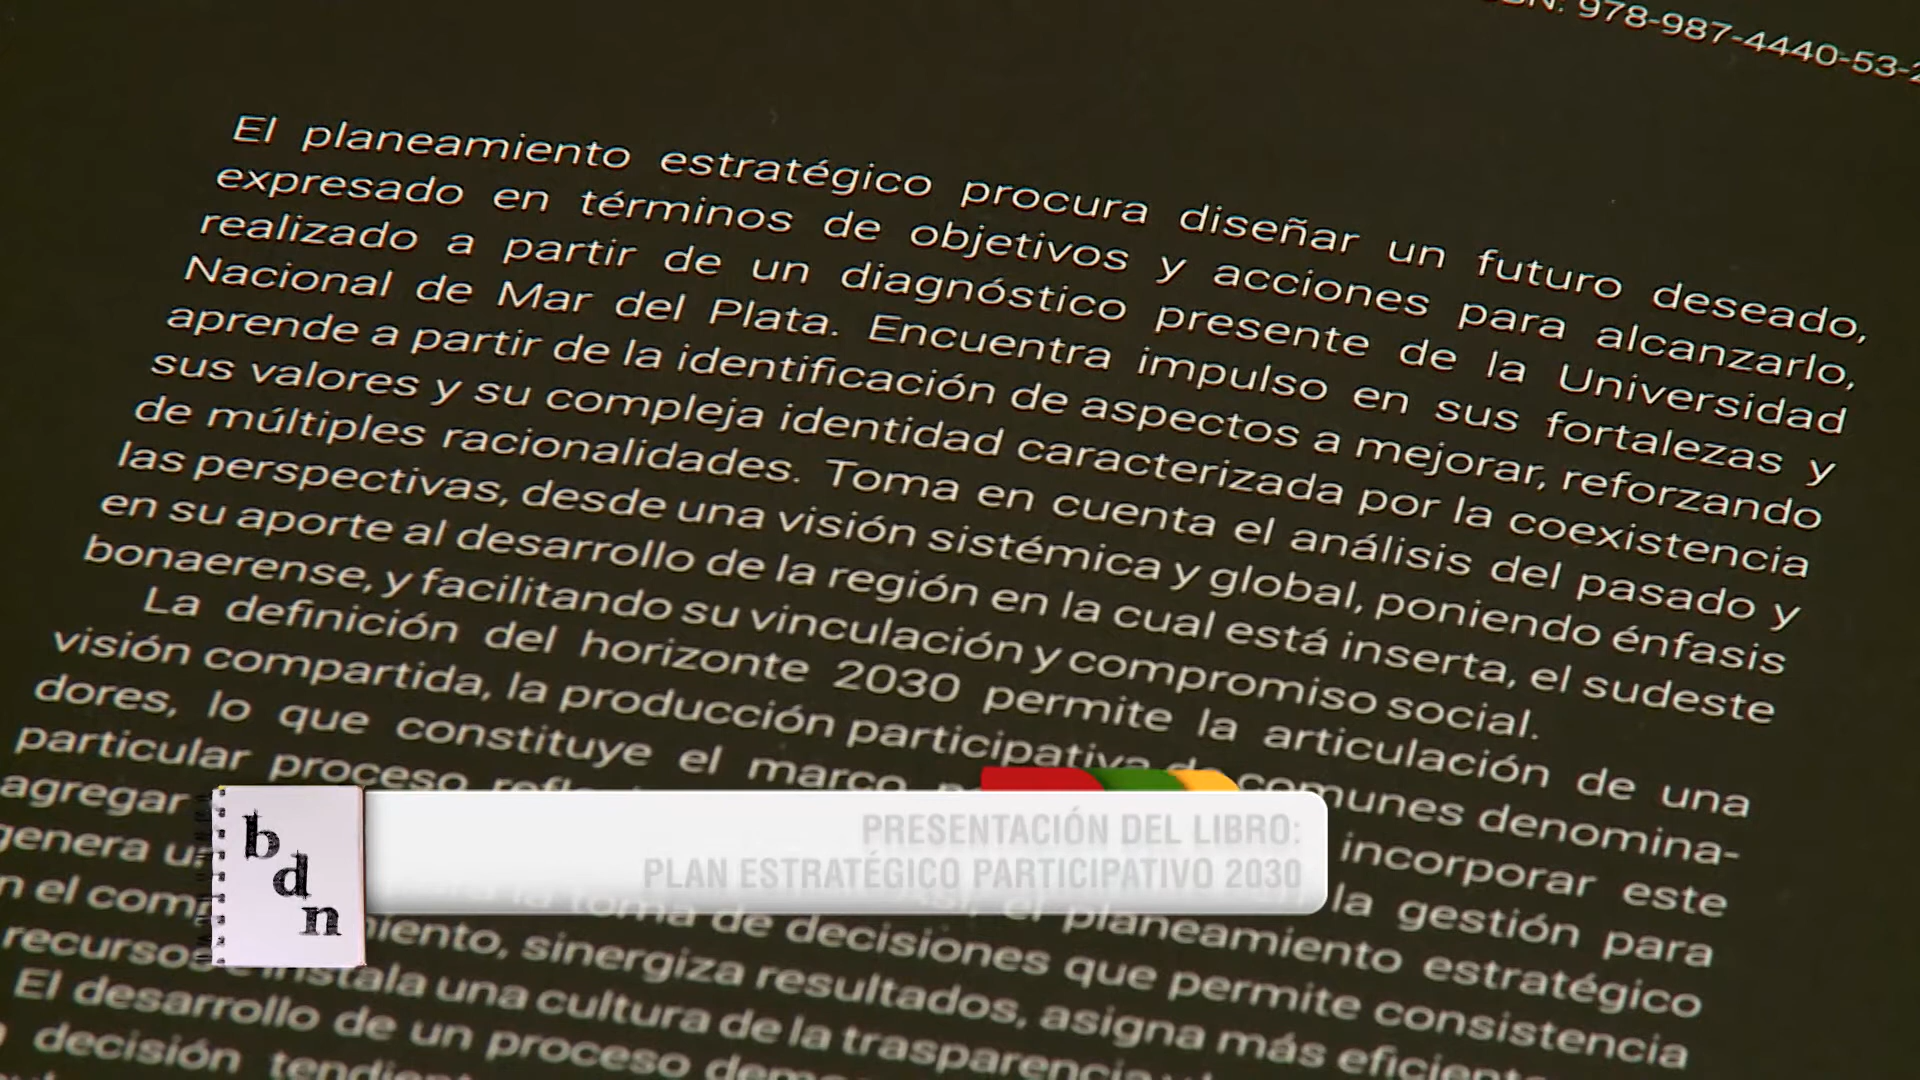 978-987-4440-53-
El planeamiento estratégico procura diseñar un futuro deseado,
expresado en términos de objetivos y acciones para alcanzarlo,
realizado a partir de un diagnóstico presente de la Universidad
Nacional de Mar del Plata. Encuentra impulso en sus fortalezas y
aprende a partir de la identificación de aspectos a mejorar, reforzando
sus valores y su compleja identidad caracterizada por la coexistencia
de múltiples racionalidades. Toma en cuenta el análisis del pasado y
las perspectivas, desde una visión sistémica y global, poniendo énfasis
en su aporte al desarrollo de la región en la cual está inserta, el sudeste
bonaerense, y facilitando su vinculación y compromiso social.
La definición del horizonte 2030 permite la articulación de una
visión compartida, la producción participativa de comunes denomina-
dores, lo que constituye el marco incorporar este
particular proceso la gestión para
agregar el planeamiento estratégico
genera la toma de decisiones que permite consistencia
en el miento, sinergiza resultados, asigna más
recursos e instala una cultura de la trasparencia
El desarrollo de un proceso
decisión
PRESENTACIÓN DEL LIBRO:
PLAN ESTRATÉGICO PARTICIPATIVO 2030
b
d
n